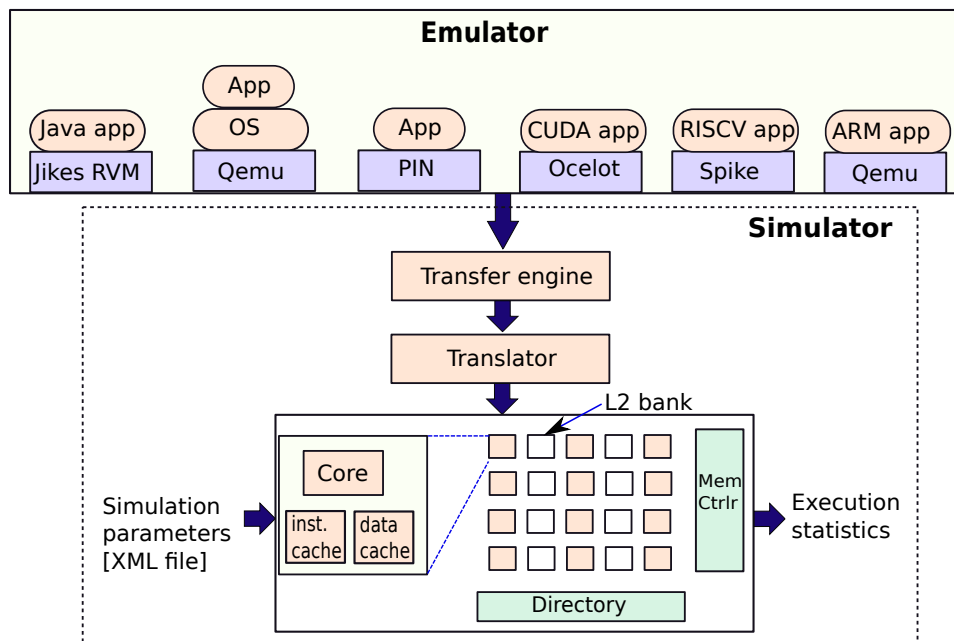 Emulator
App
Java app
OS
App
CUDA app
RISCV app
ARM app
Jikes RVM
Qemu
PIN
Ocelot
Spike
Qemu
Simulator
Transfer engine
Translator
L2 bank
Core
inst.
cache
data
cache
Mem
Ctrlr
Simulation
parameters
[XML file]
Execution
statistics
Directory